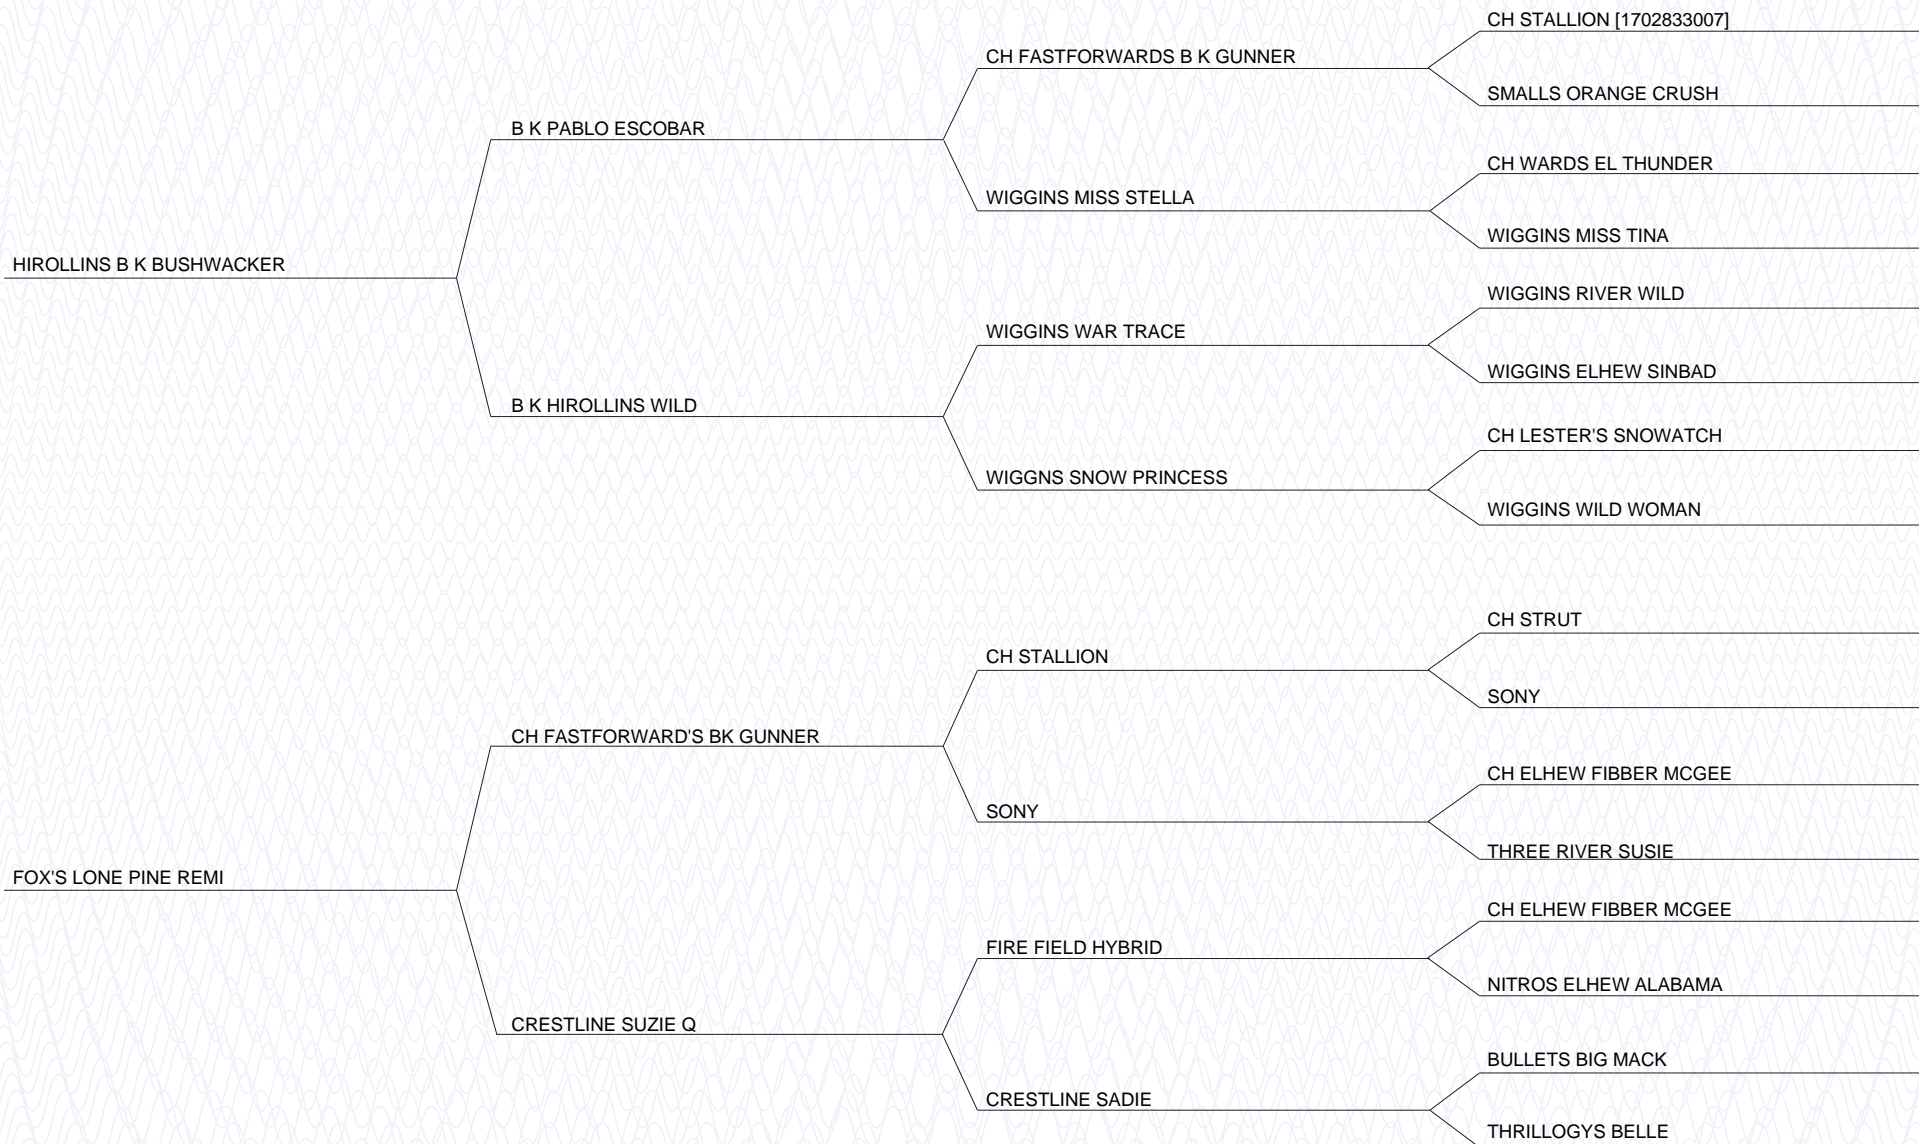 CH STALLION [1702833007]
CH FASTFORWARDS B K GUNNER
SMALLS ORANGE CRUSH
B K PABLO ESCOBAR
CH WARDS EL THUNDER
WIGGINS MISS STELLA
WIGGINS MISS TINA
HIROLLINS B K BUSHWACKER
WIGGINS RIVER WILD
WIGGINS WAR TRACE
WIGGINS ELHEW SINBAD
B K HIROLLINS WILD
CH LESTER'S SNOWATCH
WIGGNS SNOW PRINCESS
WIGGINS WILD WOMAN
CH STRUT
CH STALLION
SONY
CH FASTFORWARD'S BK GUNNER
CH ELHEW FIBBER MCGEE
SONY
THREE RIVER SUSIE
FOX'S LONE PINE REMI
CH ELHEW FIBBER MCGEE
FIRE FIELD HYBRID
NITROS ELHEW ALABAMA
CRESTLINE SUZIE Q
BULLETS BIG MACK
CRESTLINE SADIE
THRILLOGYS BELLE